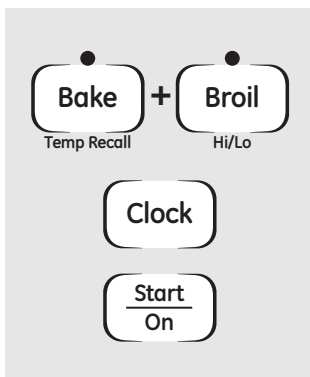 Bake + Broil
Temp Recall Hi/Lo
Clock
Start
On